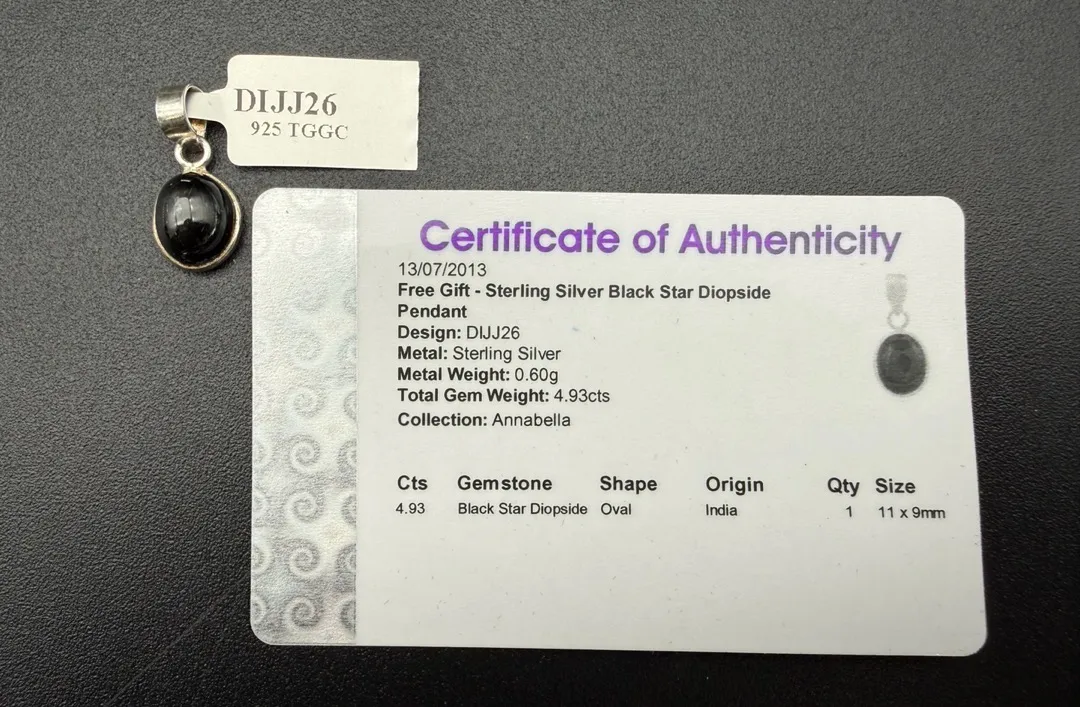 DIJJ26
925 TGGC
Certificate of Authenticity
13/07/2013
Free Gift - Sterling Silver Black Star Diopside
Pendant
Design: DIJJ26
Metal: Sterling Silver
Metal Weight: 0.60g
Total Gem Weight: 4.93cts
Collection: Annabella
Cts Gemstone Shape Origin Qty Size
4.93 Black Star Diopside Oval India 1 11 x 9mm